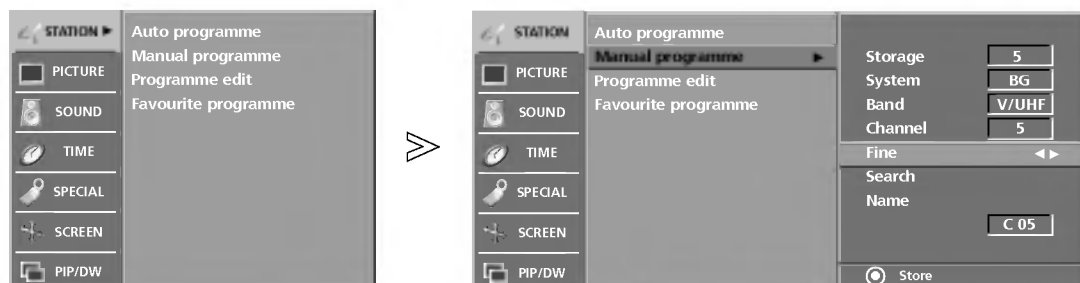 STATION
PICTURE
SOUND
TIME
SPECIAL
SCREEN
PIP/DW
Auto programme
Manual programme
Programme edit
Favourite programme
STATION
PICTURE
SOUND
TIME
SPECIAL
SCREEN
PIP/DW
Auto programme
Manual programme
Programme edit
Favourite programme
Storage 5
System BG
Band V/UHF
Channel 5
Fine
Search
Name
C 05
Store